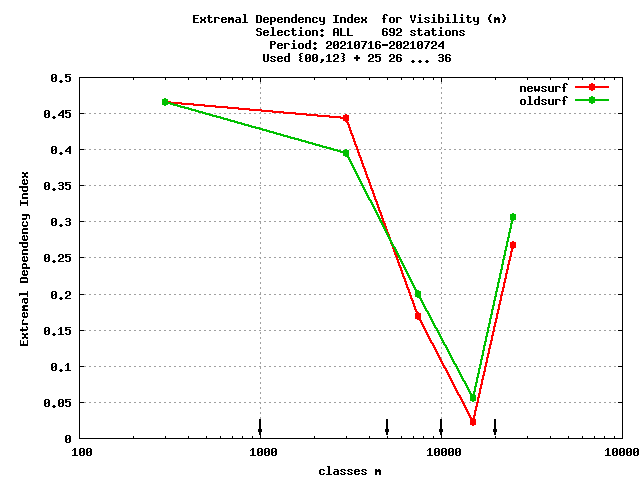 Extremal Dependency Index  for Visibility (m)
Selection: ALL    692 stations
Period: 20210716-20210724
Used {00,12} + 25 26 ... 36
newsurf
oldsurf
Extremal Dependency Index
0.5
0.45
0.4
0.35
0.3
0.25
0.2
0.15
0.1
0.05
0
100 1000 10000 10000
classes m